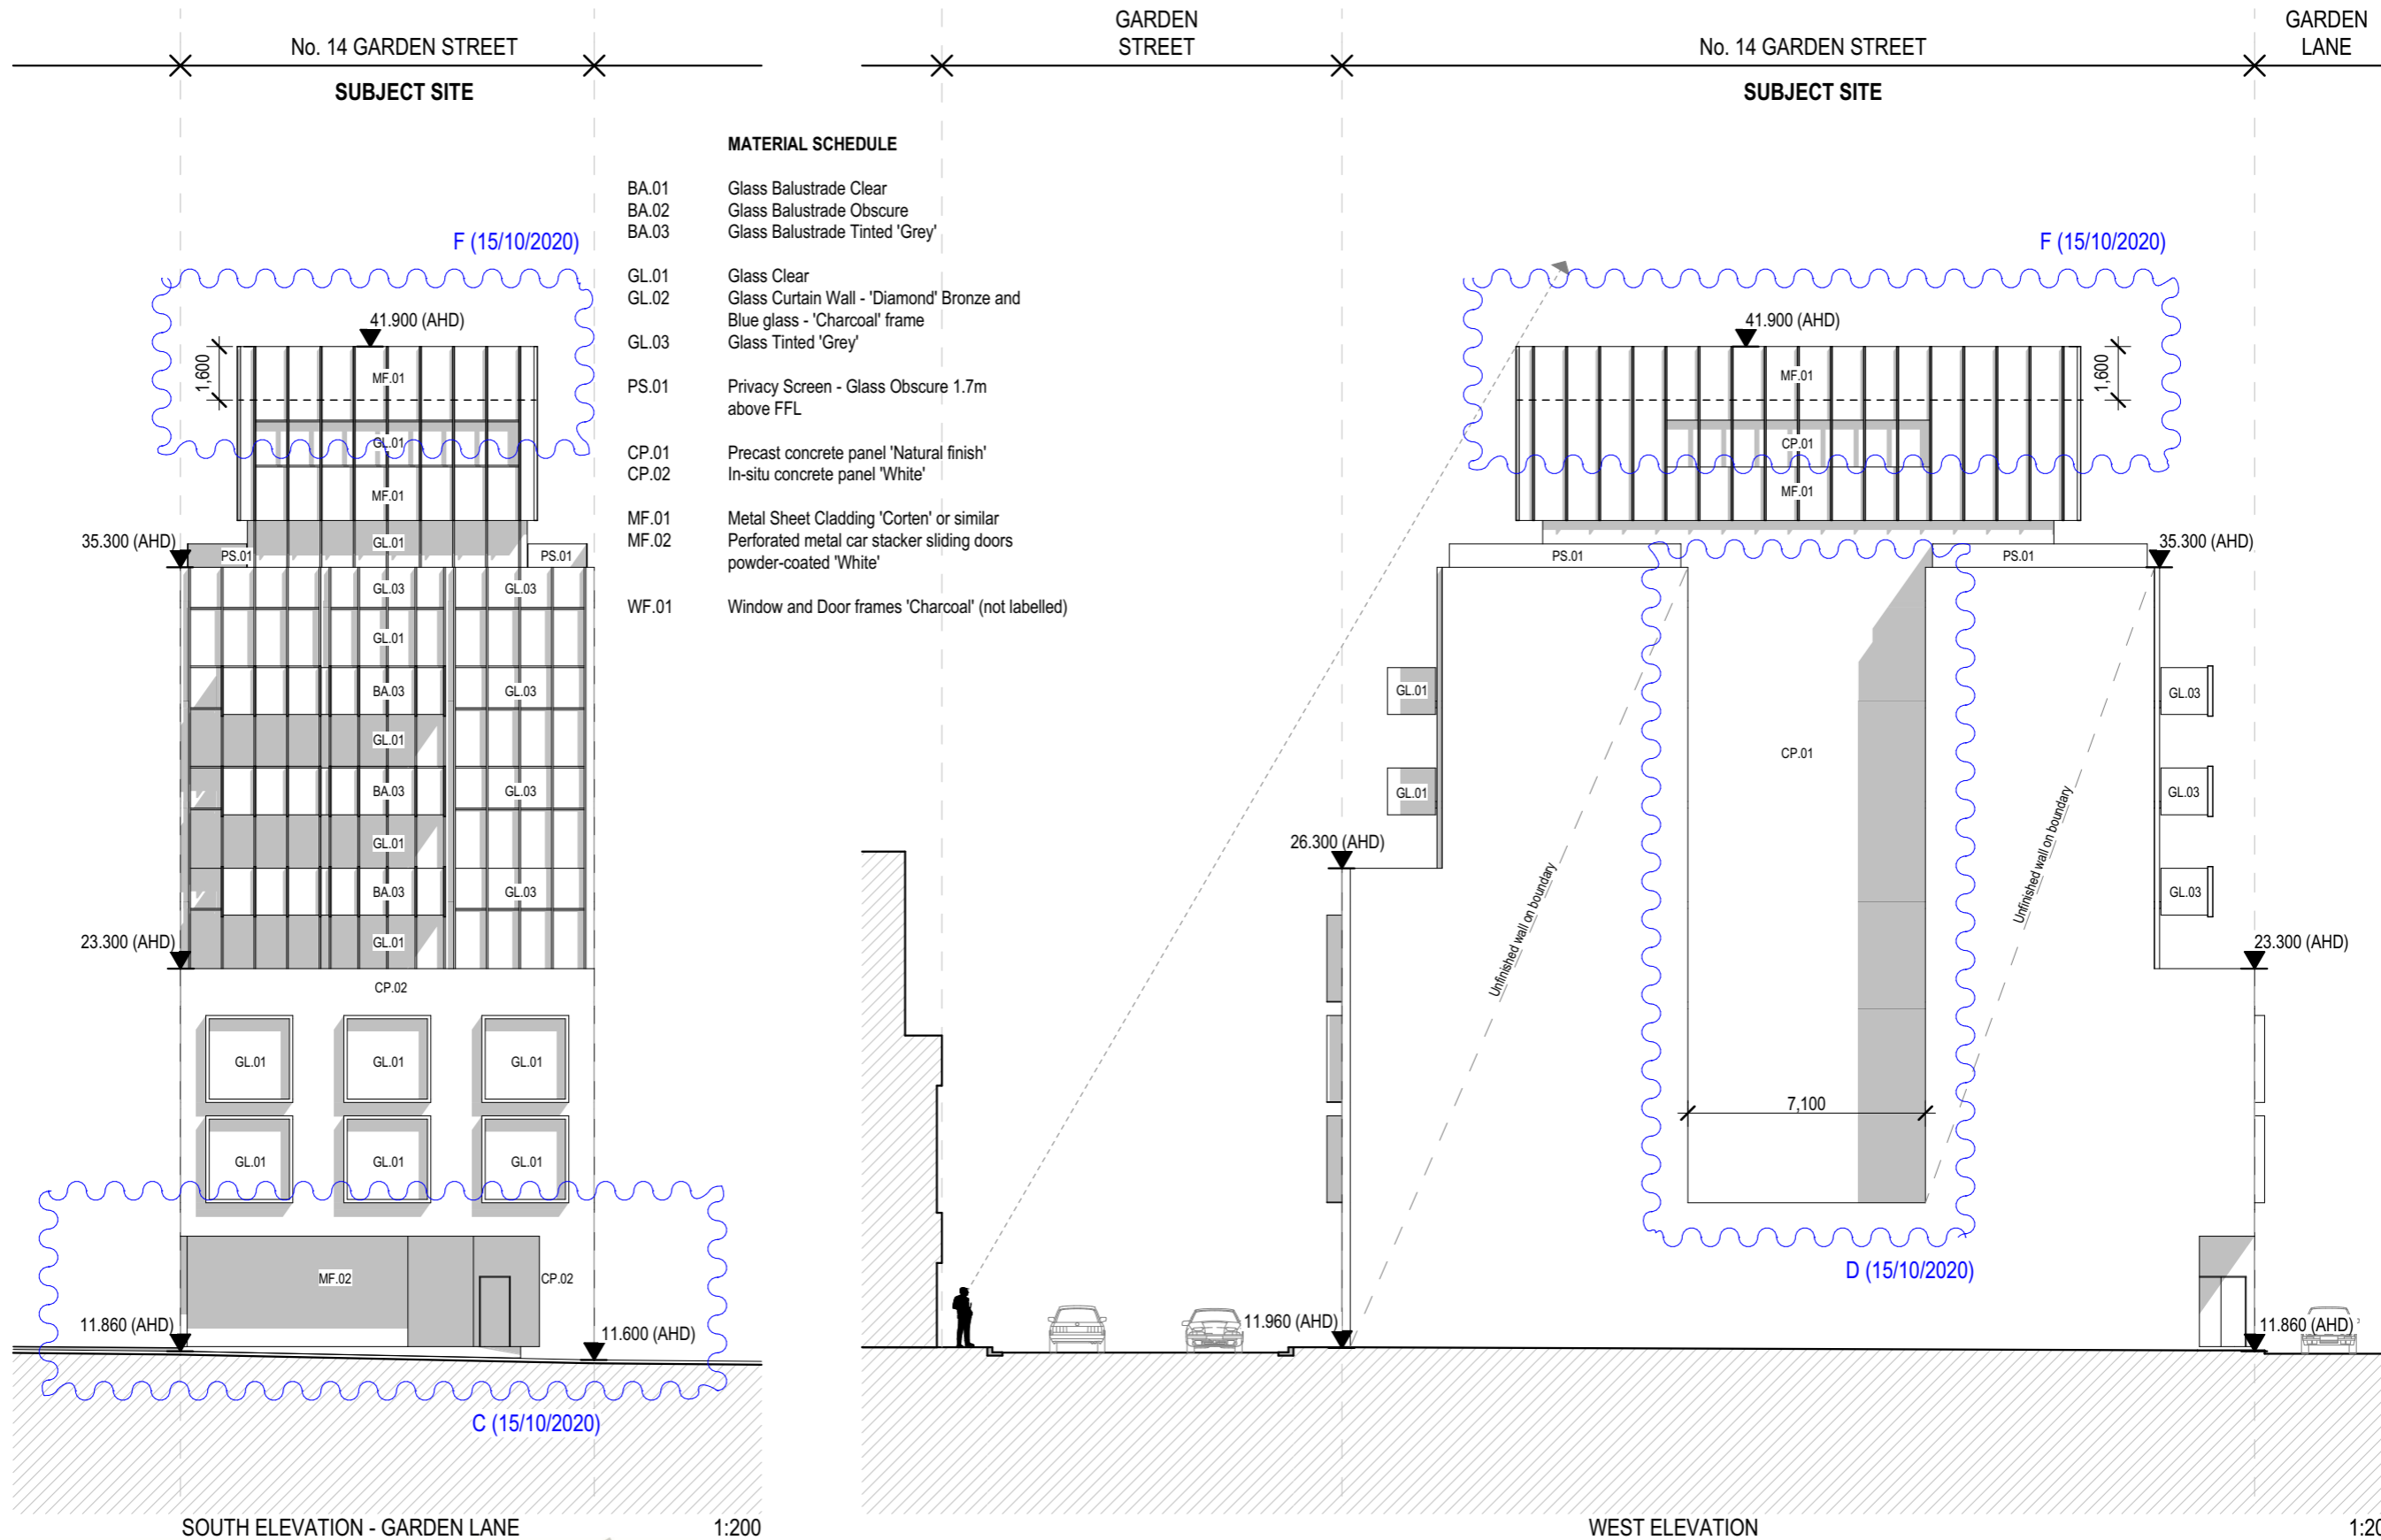 No. 14 GARDEN STREET
SUBJECT SITE
GARDEN
STREET
No. 14 GARDEN STREET
SUBJECT SITE
GARDEN
LANE
MATERIAL SCHEDULE
BA.01 Glass Balustrade Clear
BA.02 Glass Balustrade Obscure
BA.03 Glass Balustrade Tinted 'Grey'
GL.01 Glass Clear
GL.02 Glass Curtain Wall - 'Diamond' Bronze and
Blue glass - 'Charcoal' frame
GL.03 Glass Tinted 'Grey'
PS.01 Privacy Screen - Glass Obscure 1.7m
above FFL
CP.01 Precast concrete panel 'Natural finish'
CP.02 In-situ concrete panel 'White'
MF.01 Metal Sheet Cladding 'Corten' or similar
MF.02 Perforated metal car stacker sliding doors
powder-coated 'White'
WF.01 Window and Door frames 'Charcoal' (not labelled)
F (15/10/2020)
41.900 (AHD)
1,600
MF.01
GL.01
MF.01
35.300 (AHD)
PS.01
GL.01
PS.01
GL.03
GL.03
GL.01
BA.03
GL.03
GL.01
BA.03
GL.03
GL.01
BA.03
GL.03
23.300 (AHD)
GL.01
CP.02
GL.01
GL.01
GL.01
GL.01
GL.01
GL.01
MF.02
CP.02
11.860 (AHD)
11.600 (AHD)
C (15/10/2020)
SOUTH ELEVATION - GARDEN LANE 1:200
F (15/10/2020)
41.900 (AHD)
1,600
MF.01
CP.01
MF.01
PS.01
PS.01
35.300 (AHD)
GL.01
GL.03
CP.01
GL.01
GL.03
26.300 (AHD)
Unfinished wall on boundary
Unfinished wall on boundary
GL.03
23.300 (AHD)
7,100
D (15/10/2020)
11.960 (AHD)
11.860 (AHD)
WEST ELEVATION 1:20